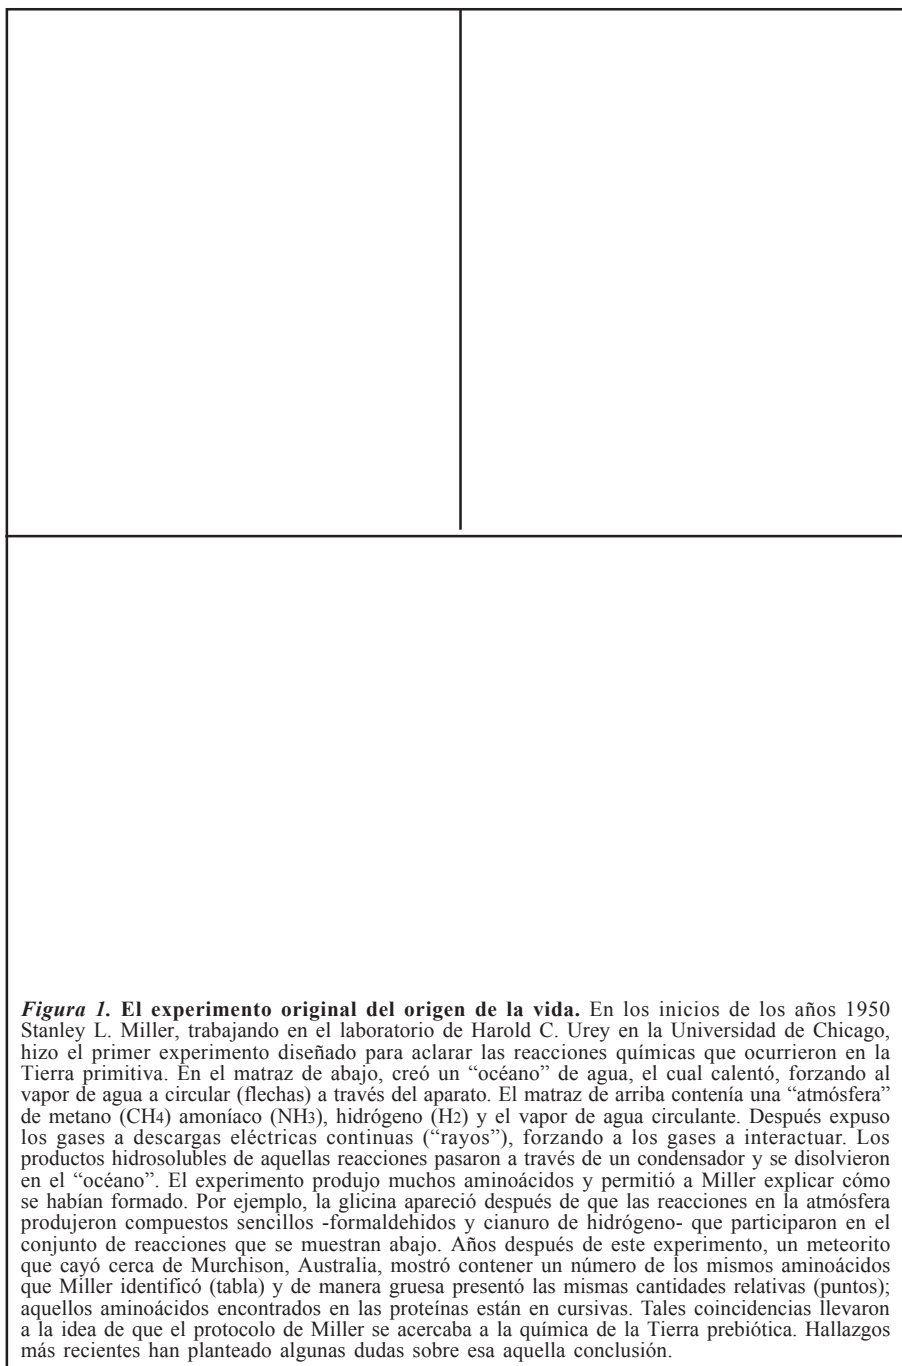 Figura 1. El experimento original del origen de la vida. En los inicios de los años 1950
Stanley L. Miller, trabajando en el laboratorio de Harold C. Urey en la Universidad de Chicago,
hizo el primer experimento diseñado para aclarar las reacciones químicas que ocurrieron en la
Tierra primitiva. En el matraz de abajo, creó un “océano” de agua, el cual calentó, forzando al
vapor de agua a circular (flechas) a través del aparato. El matraz de arriba contenía una “atmósfera”
de metano (CH4) amoníaco (NH3), hidrógeno (H2) y el vapor de agua circulante. Después expuso
los gases a descargas eléctricas continuas (“rayos”), forzando a los gases a interactuar. Los
productos hidrosolubles de aquellas reacciones pasaron a través de un condensador y se disolvieron
en el “océano”. El experimento produjo muchos aminoácidos y permitió a Miller explicar cómo
se habían formado. Por ejemplo, la glicina apareció después de que las reacciones en la atmósfera
produjeron compuestos sencillos -formaldehidos y cianuro de hidrógeno- que participaron en el
conjunto de reacciones que se muestran abajo. Años después de este experimento, un meteorito
que cayó cerca de Murchison, Australia, mostró contener un número de los mismos aminoácidos
que Miller identificó (tabla) y de manera gruesa presentó las mismas cantidades relativas (puntos);
aquellos aminoácidos encontrados en las proteínas están en cursivas. Tales coincidencias llevaron
a la idea de que el protocolo de Miller se acercaba a la química de la Tierra prebiótica. Hallazgos
más recientes han planteado algunas dudas sobre esa aquella conclusión.